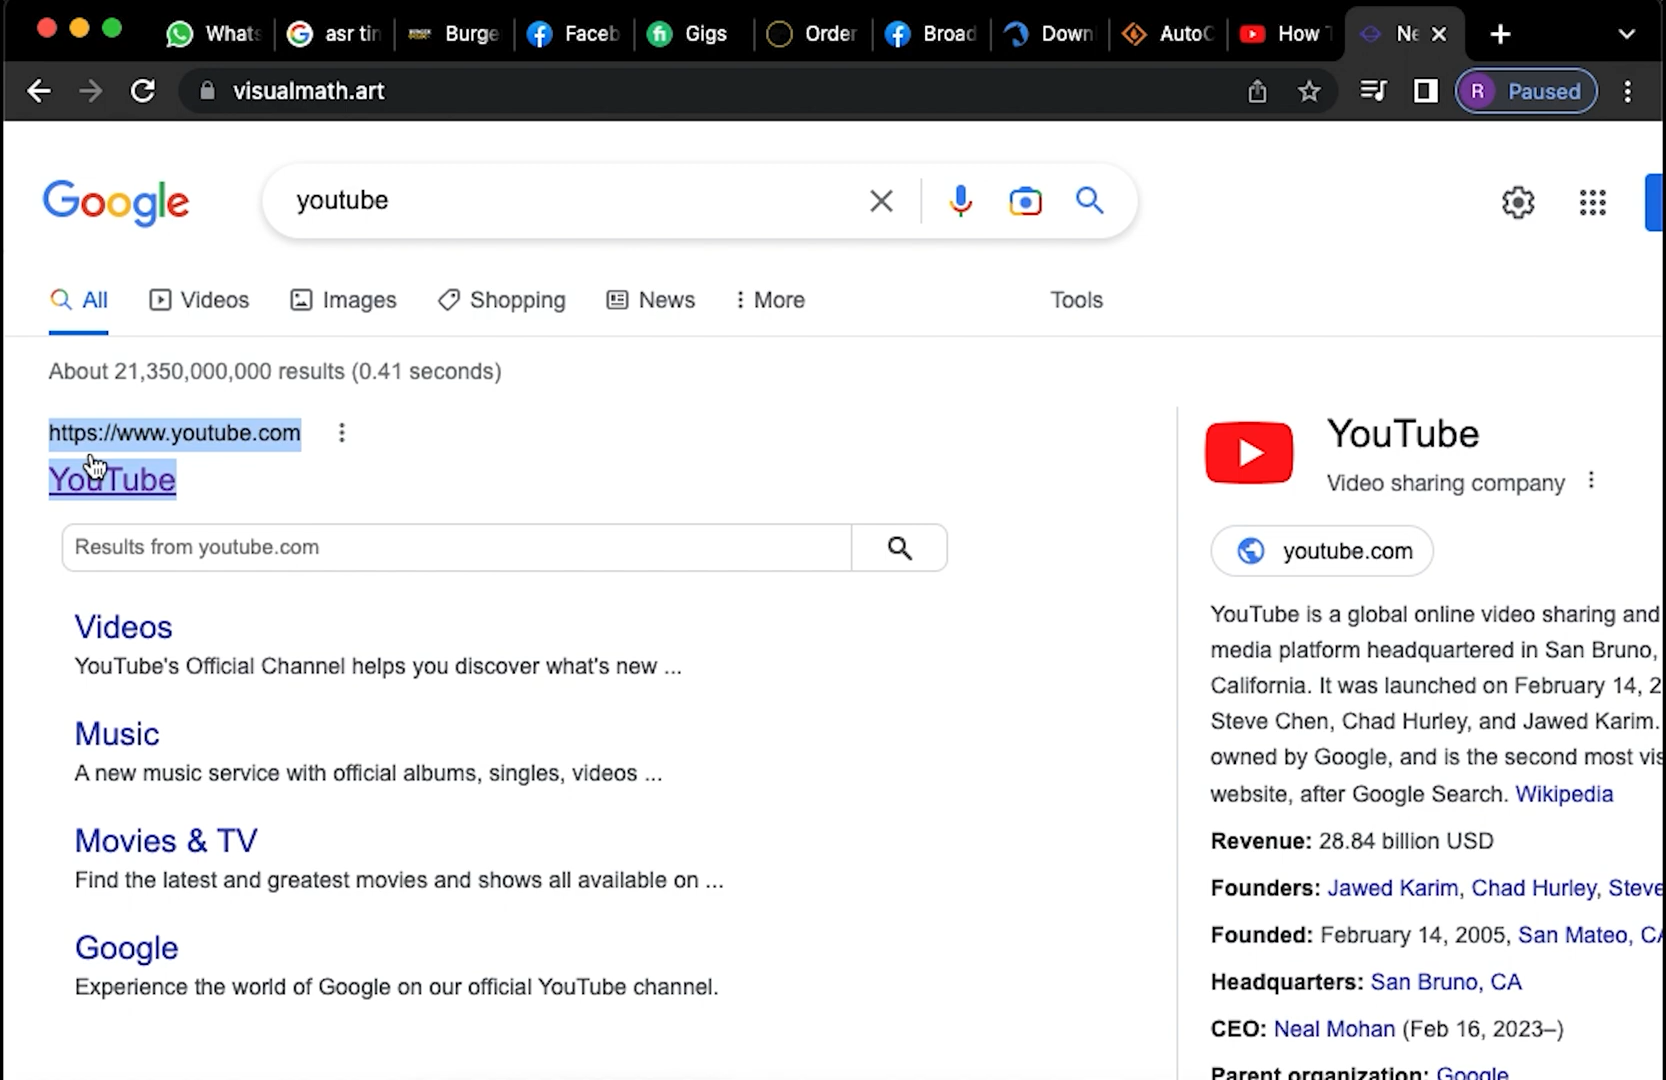 Whats
asr tin
Burge
Faceb
Gigs
Order
Broad
Down
AutoC
How T
Ne
visualmath.art
R Paused
Google
youtube
All Videos Images Shopping News More Tools
About 21,350,000,000 results (0.41 seconds)
https://www.youtube.com
YouTube
Results from youtube.com
Videos
YouTube's Official Channel helps you discover what's new ...
Music
A new music service with official albums, singles, videos ...
Movies & TV
Find the latest and greatest movies and shows all available on ...
Google
Experience the world of Google on our official YouTube channel.
YouTube
Video sharing company
youtube.com
YouTube is a global online video sharing and
media platform headquartered in San Bruno,
California. It was launched on February 14, 2
Steve Chen, Chad Hurley, and Jawed Karim.
owned by Google, and is the second most vis
website, after Google Search. Wikipedia
Revenue: 28.84 billion USD
Founders: Jawed Karim, Chad Hurley, Steve
Founded: February 14, 2005, San Mateo, CA
Headquarters: San Bruno, CA
CEO: Neal Mohan (Feb 16, 2023–)
Parent organization: Google